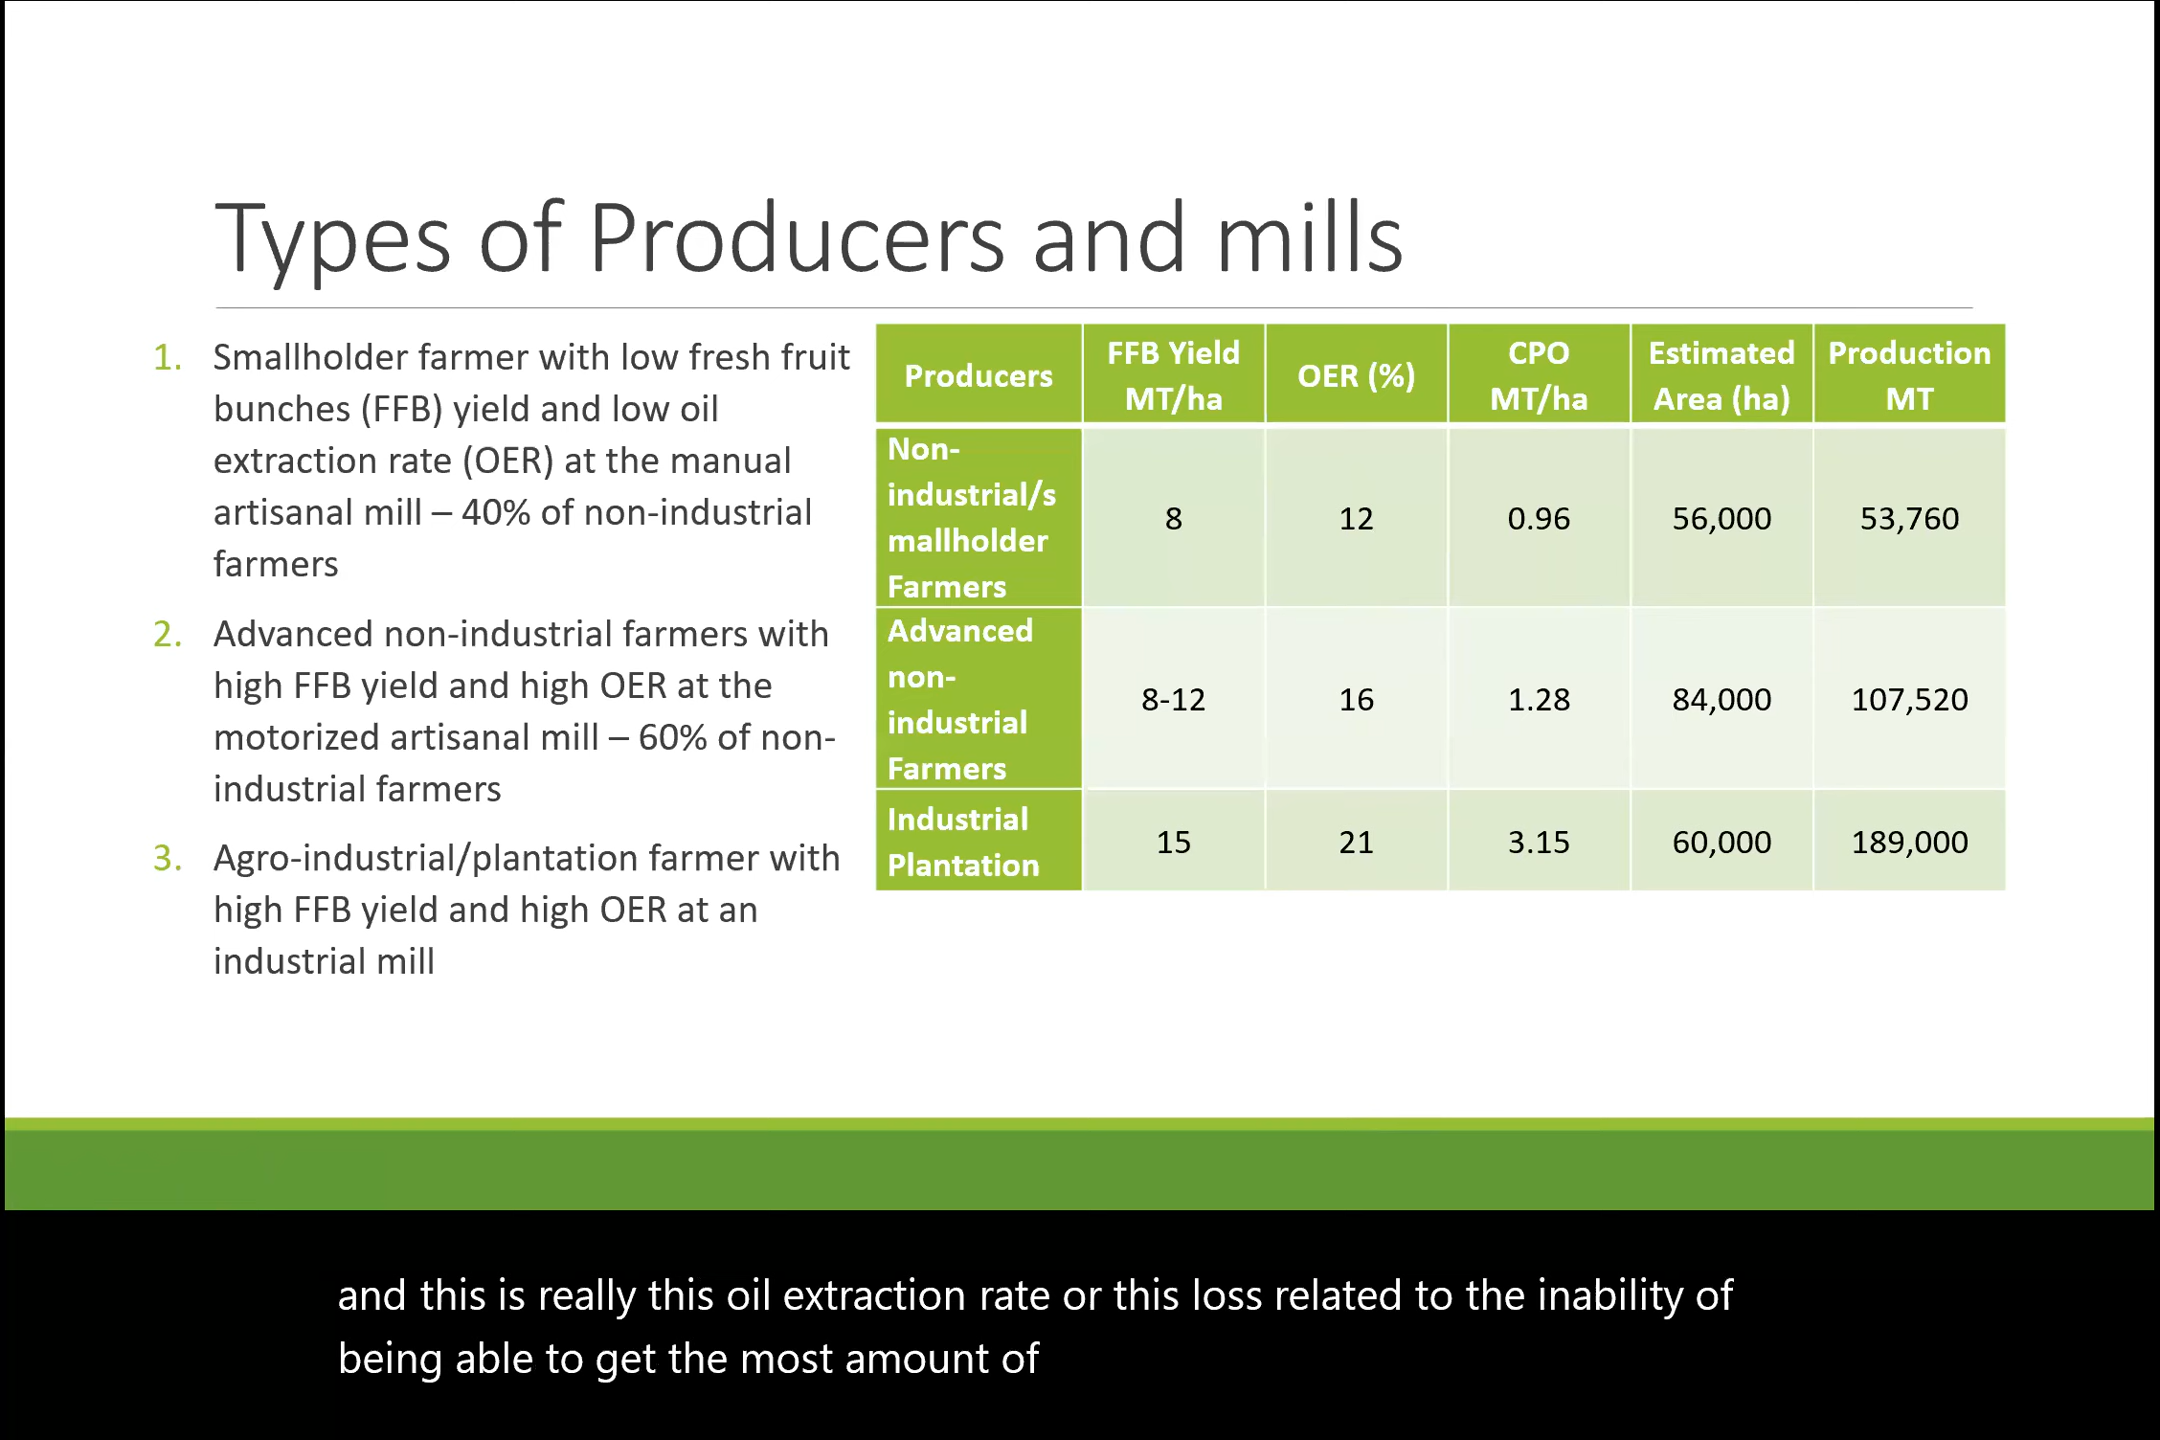 Types of Producers and mills
1. Smallholder farmer with low fresh fruit
bunches (FFB) yield and low oil
extraction rate (OER) at the manual
artisanal mill – 40% of non-industrial
farmers
2. Advanced non-industrial farmers with
high FFB yield and high OER at the
motorized artisanal mill – 60% of non-
industrial farmers
3. Agro-industrial/plantation farmer with
high FFB yield and high OER at an
industrial mill
Producers
FFB Yield
MT/ha
OER (%)
CPO
MT/ha
Estimated
Area (ha)
Production
MT
Non-
industrial/s
mallholder
Farmers
8
12
0.96
56,000
53,760
Advanced
non-
industrial
Farmers
8-12
16
1.28
84,000
107,520
Industrial
Plantation
15
21
3.15
60,000
189,000
and this is really this oil extraction rate or this loss related to the inability of
being able to get the most amount of